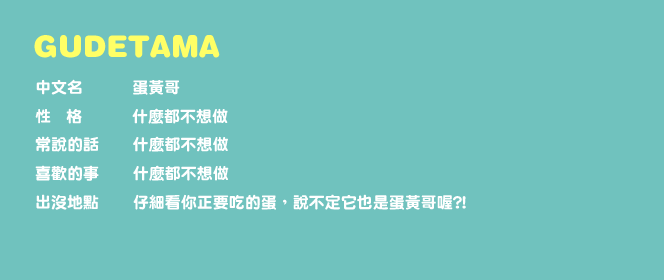 GUDETAMA
中文名 蛋黃哥
性 格 什麼都不想做
常說的話 什麼都不想做
喜歡的事 什麼都不想做
出沒地點 仔細看你正要吃的蛋，說不定它也是蛋黃哥喔?!